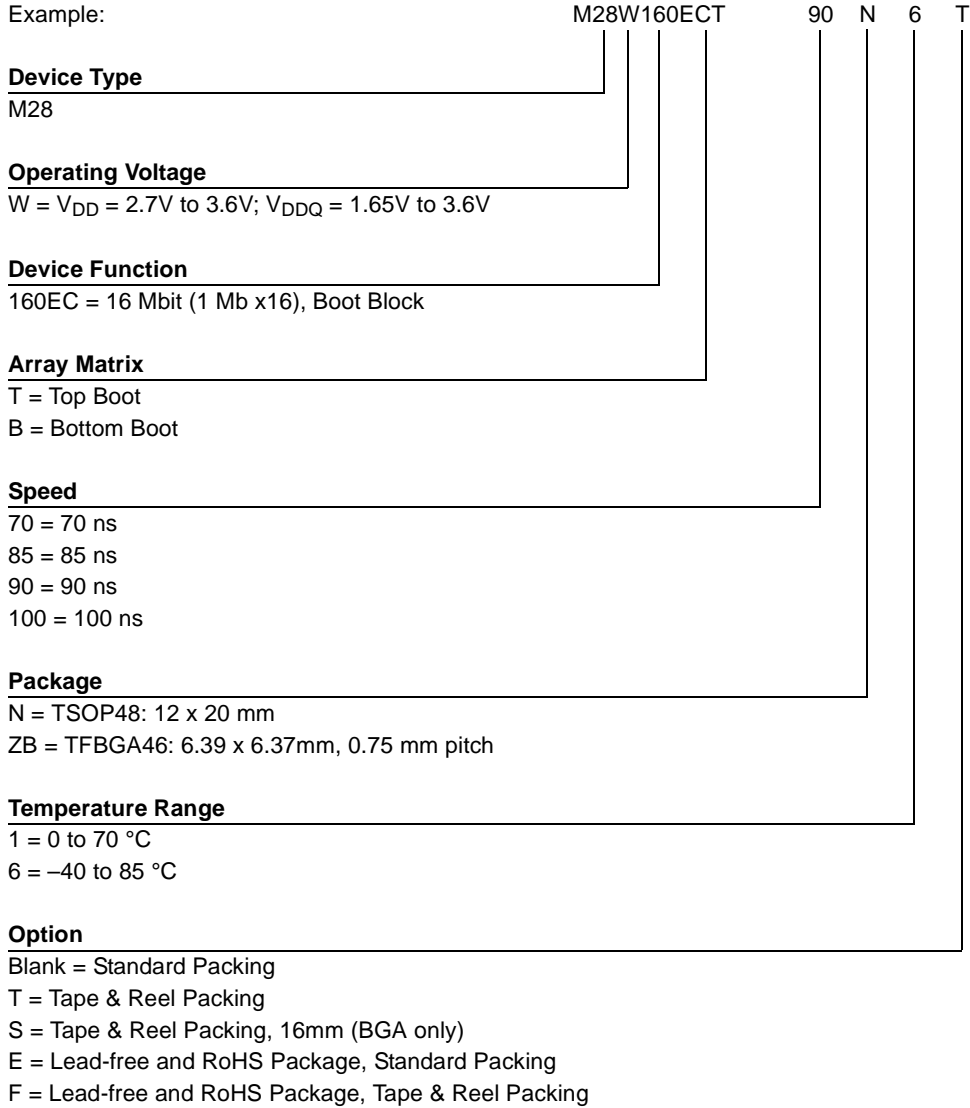 Example: M28W160ECT 90 N 6 T
Device Type
M28
Operating Voltage
W = VDD = 2.7V to 3.6V; VDDQ = 1.65V to 3.6V
Device Function
160EC = 16 Mbit (1 Mb x16), Boot Block
Array Matrix
T = Top Boot
B = Bottom Boot
Speed
70 = 70 ns
85 = 85 ns
90 = 90 ns
100 = 100 ns
Package
N = TSOP48: 12 x 20 mm
ZB = TFBGA46: 6.39 x 6.37mm, 0.75 mm pitch
Temperature Range
1 = 0 to 70 °C
6 = –40 to 85 °C
Option
Blank = Standard Packing
T = Tape & Reel Packing
S = Tape & Reel Packing, 16mm (BGA only)
E = Lead-free and RoHS Package, Standard Packing
F = Lead-free and RoHS Package, Tape & Reel Packing